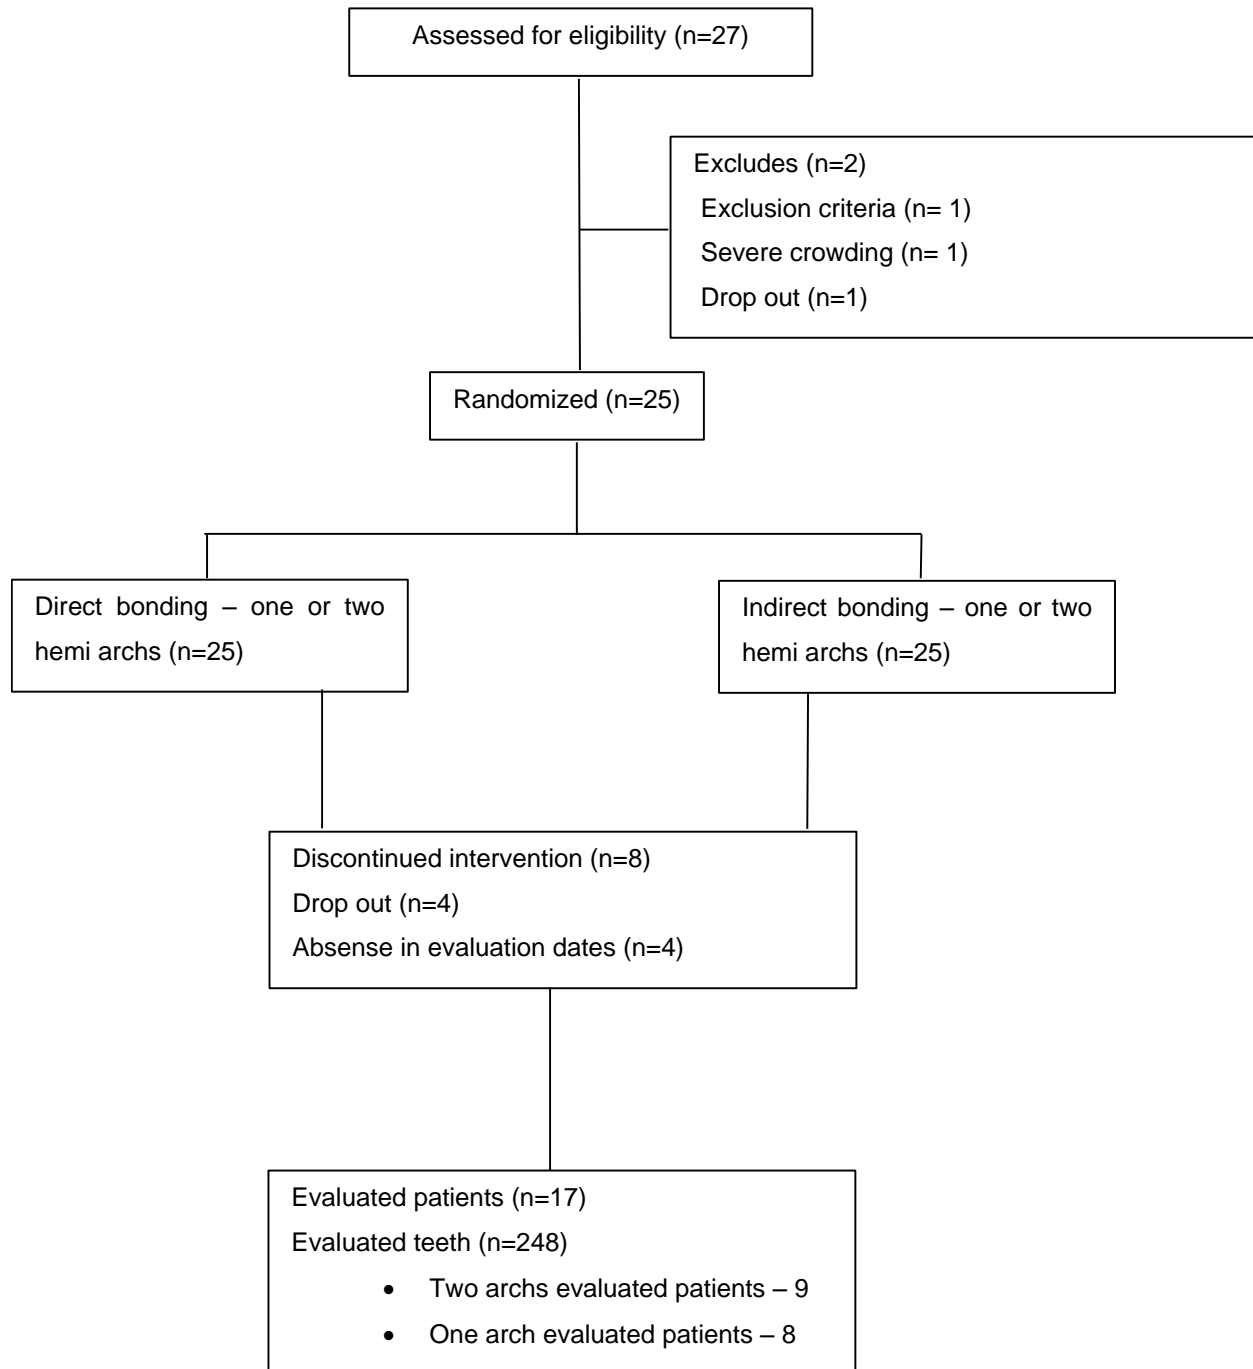 Assessed for eligibility (n=27)
Excludes (n=2)
Exclusion criteria (n= 1)
Severe crowding (n= 1)
Drop out (n=1)
Randomized (n=25)
Direct bonding – one or two
hemi archs (n=25)
Indirect bonding – one or two
hemi archs (n=25)
Discontinued intervention (n=8)
Drop out (n=4)
Absense in evaluation dates (n=4)
Evaluated patients (n=17)
Evaluated teeth (n=248)
• Two archs evaluated patients – 9
• One arch evaluated patients – 8